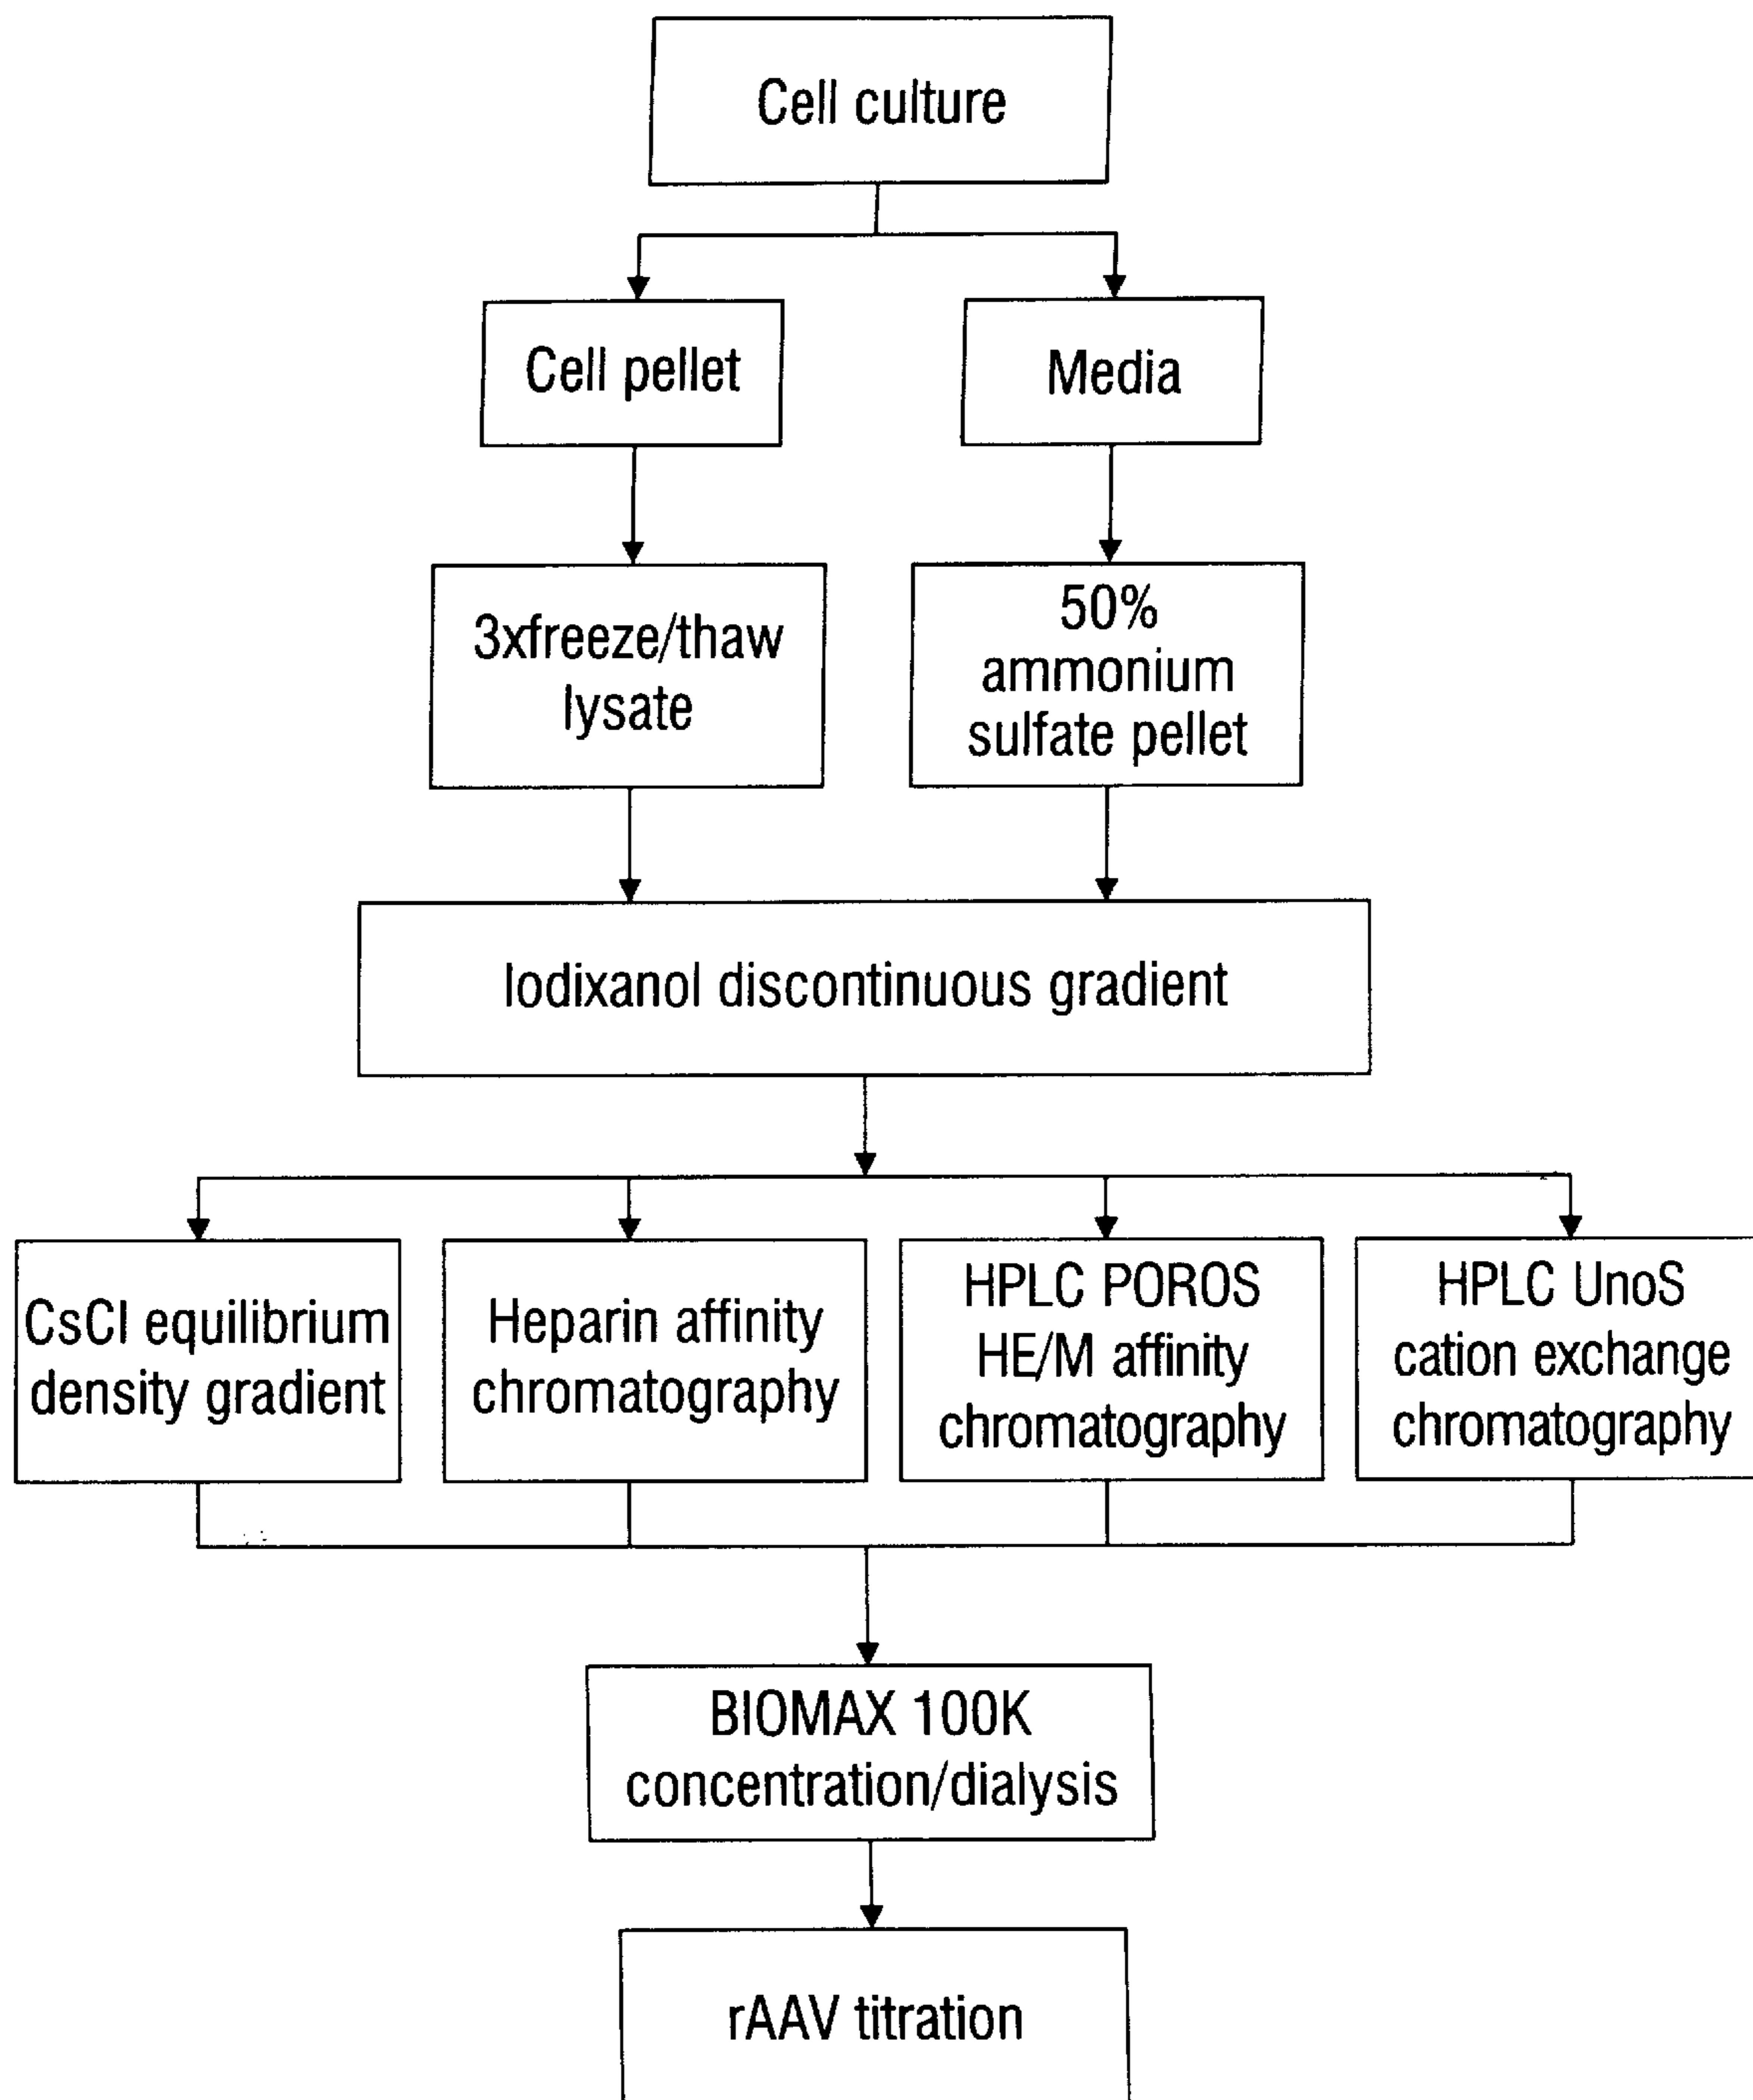 Cell culture
Cell pellet
Media
3xfreeze/thaw
lysate
50%
ammonium
sulfate pellet
Iodixanol discontinuous gradient
CsCl equilibrium
density gradient
Heparin affinity
chromatography
HPLC POROS
HE/M affinity
chromatography
HPLC UnoS
cation exchange
chromatography
BIOMAX 100K
concentration/dialysis
rAAV titration